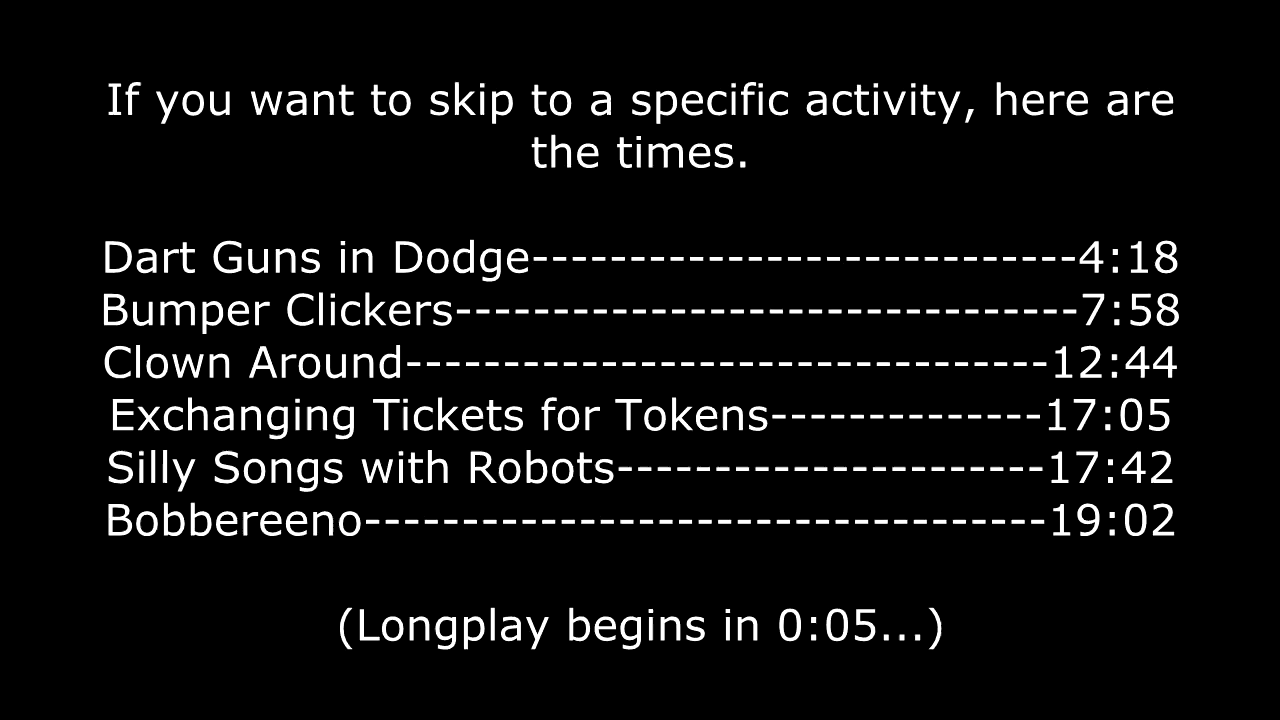 If you want to skip to a specific activity, here are
the times.
Dart Guns in Dodge----------------------------4:18
Bumper Clickers--------------------------------7:58
Clown Around---------------------------------12:44
Exchanging Tickets for Tokens--------------17:05
Silly Songs with Robots----------------------17:42
Bobbereeno-----------------------------------19:02
(Longplay begins in 0:05...)